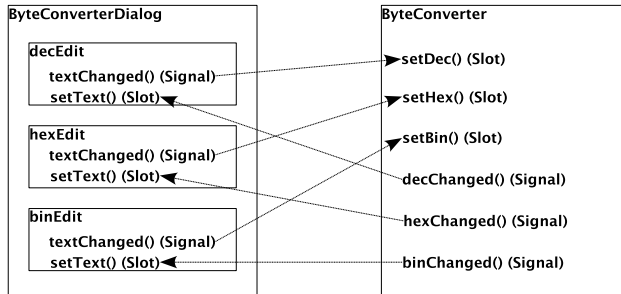 ByteConverterDialog
decEdit
textChanged() (Signal)
setText() (Slot)
hexEdit
textChanged() (Signal)
setText() (Slot)
binEdit
textChanged() (Signal)
setText() (Slot)
ByteConverter
setDec() (Slot)
setHex() (Slot)
setBin() (Slot)
decChanged() (Signal)
hexChanged() (Signal)
binChanged() (Signal)